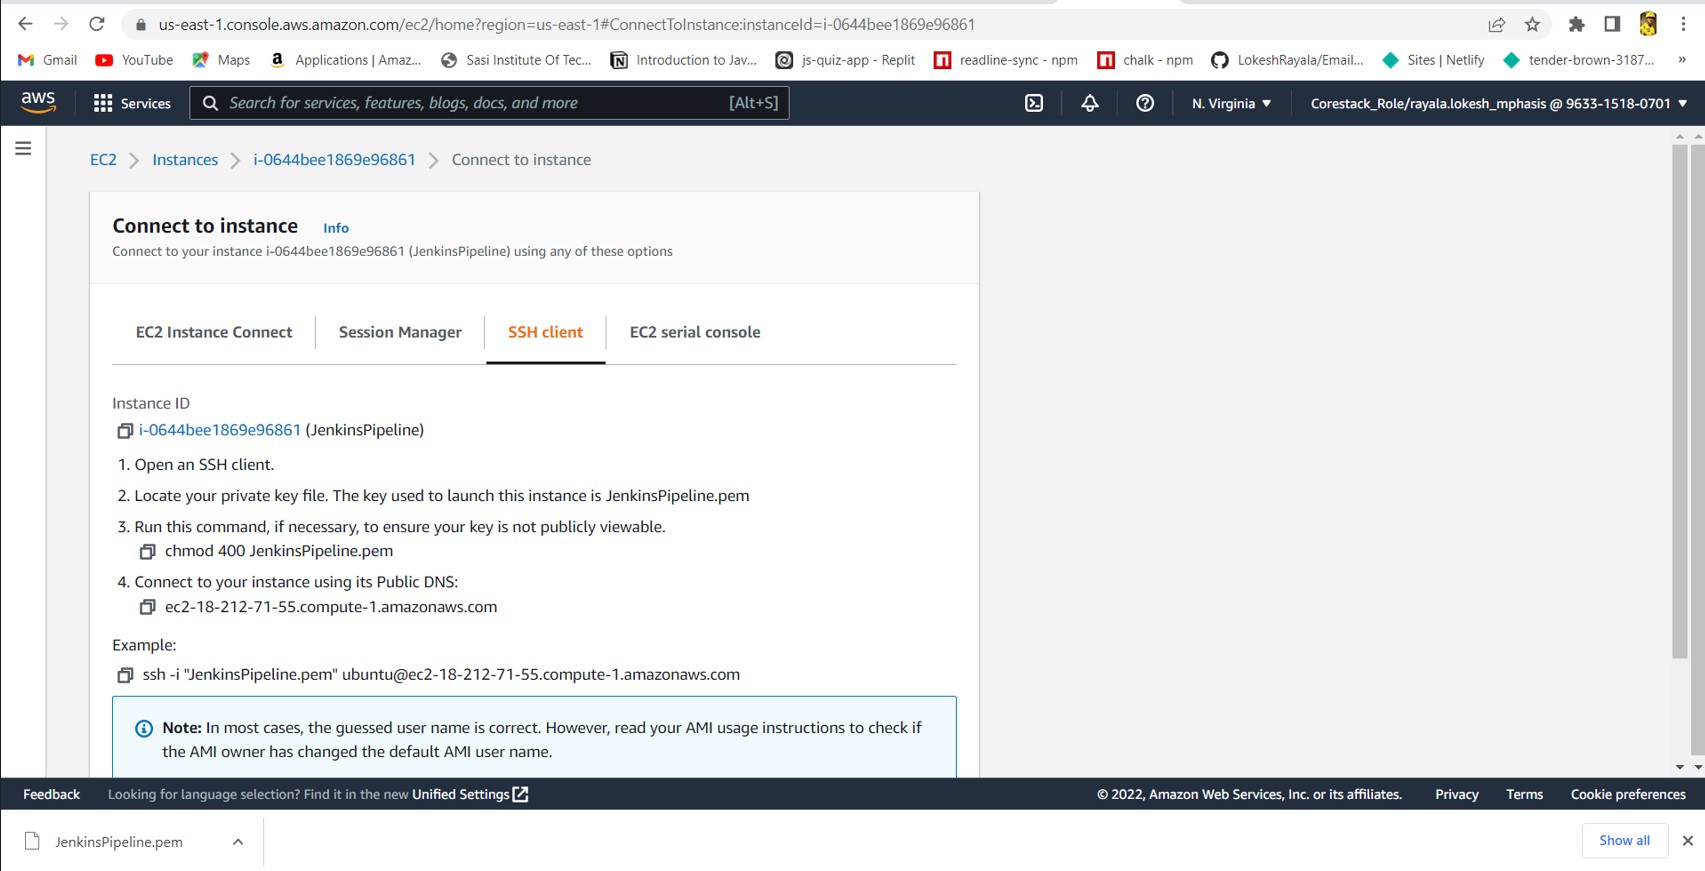 us-east-1.console.aws.amazon.com/ec2/home?region=us-east-1#ConnectToInstance:instanceId=i-0644bee1869e96861
Gmail YouTube Maps Applications | Amaz... Sasi Institute Of Tec... Introduction to Jav... js-quiz-app - Replit readline-sync - npm chalk - npm LokeshRayala/Email... Sites | Netlify tender-brown-3187... »
aws Services Search for services, features, blogs, docs, and more [Alt+S] N. Virginia ▼ Corestack_Role/rayala.lokesh_mphasis @ 9633-1518-0701 ▼
EC2 > Instances > i-0644bee1869e96861 > Connect to instance
Connect to instance Info
Connect to your instance i-0644bee1869e96861 (JenkinsPipeline) using any of these options
EC2 Instance Connect Session Manager SSH client EC2 serial console
Instance ID
i-0644bee1869e96861 (JenkinsPipeline)
1. Open an SSH client.
2. Locate your private key file. The key used to launch this instance is JenkinsPipeline.pem
3. Run this command, if necessary, to ensure your key is not publicly viewable.
chmod 400 JenkinsPipeline.pem
4. Connect to your instance using its Public DNS:
ec2-18-212-71-55.compute-1.amazonaws.com
Example:
ssh -i "JenkinsPipeline.pem" ubuntu@ec2-18-212-71-55.compute-1.amazonaws.com
Note: In most cases, the guessed user name is correct. However, read your AMI usage instructions to check if
the AMI owner has changed the default AMI user name.
Feedback Looking for language selection? Find it in the new Unified Settings © 2022, Amazon Web Services, Inc. or its affiliates. Privacy Terms Cookie preferences
JenkinsPipeline.pem Show all